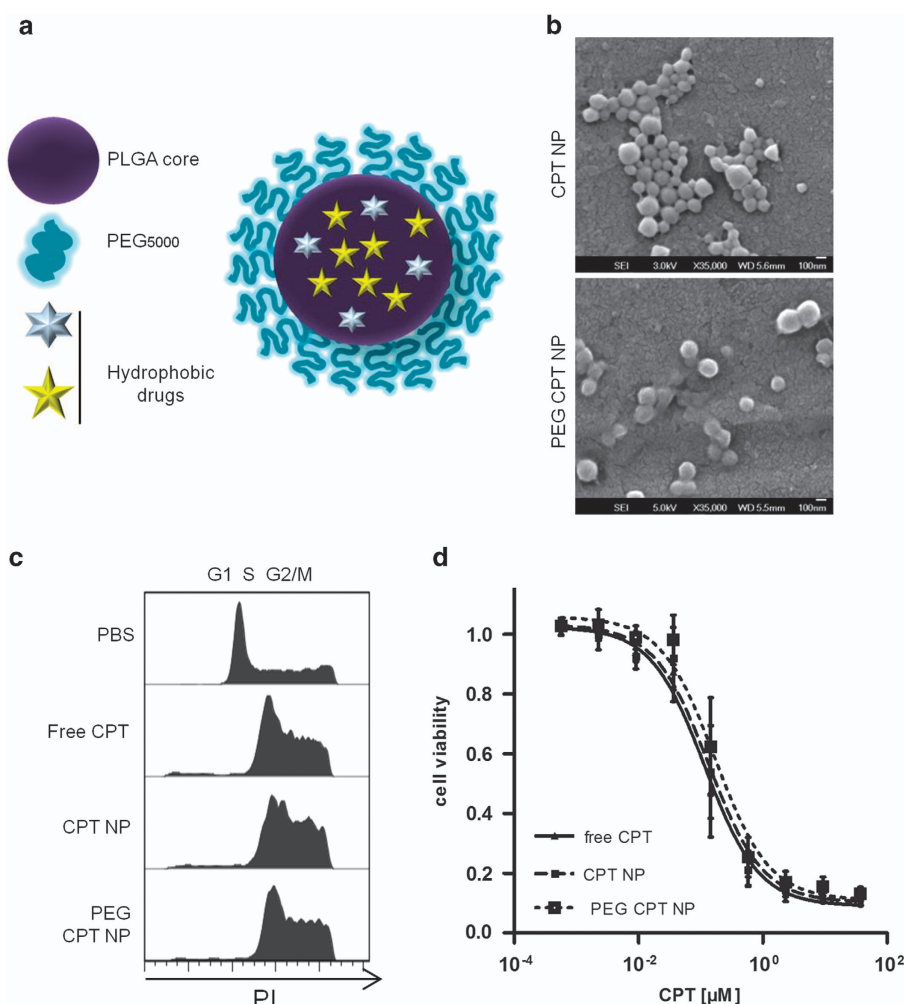 a
PLGA core
PEG5000
Hydrophobic
drugs
b
CPT NP
SEI 3.0kV X35,000 WD 5.6mm 100nm
PEG CPT NP
SEI 5.0kV X35,000 WD 5.5mm 100nm
c
G1 S G2/M
PBS
Free CPT
CPT NP
PEG
CPT NP
PI
d
cell viability
1.0
0.8
0.6
0.4
0.2
0.0
free CPT
CPT NP
PEG CPT NP
10⁻⁴ 10⁻² 10⁰ 10²
CPT [µM]